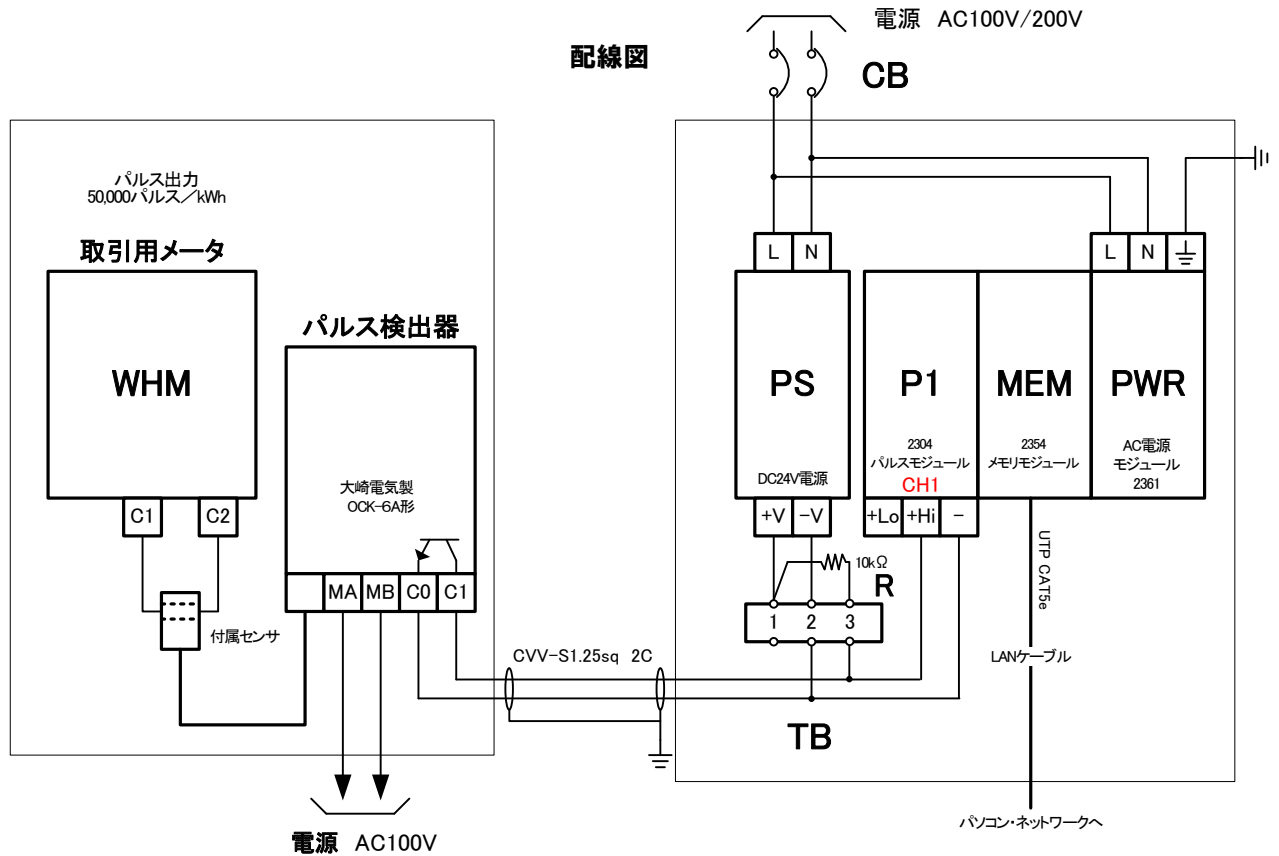 配線図
電源 AC100V/200V
CB
パルス出力
50,000パルス／kWh
取引用メータ
WHM
C1
C2
付属センサ
パルス検出器
大崎電気製
OCK-6A形
MA
MB
C0
C1
電源 AC100V
CVV-S1.25sq 2C
L
N
PS
DC24V電源
+V
-V
10kΩ
R
1
2
3
TB
P1
2304
パルスモジュール
CH1
+Lo
+Hi
-
MEM
2354
メモリモジュール
L
N
PWR
AC電源
モジュール
2361
UTP CAT5e
LANケーブル
パソコン・ネットワークへ